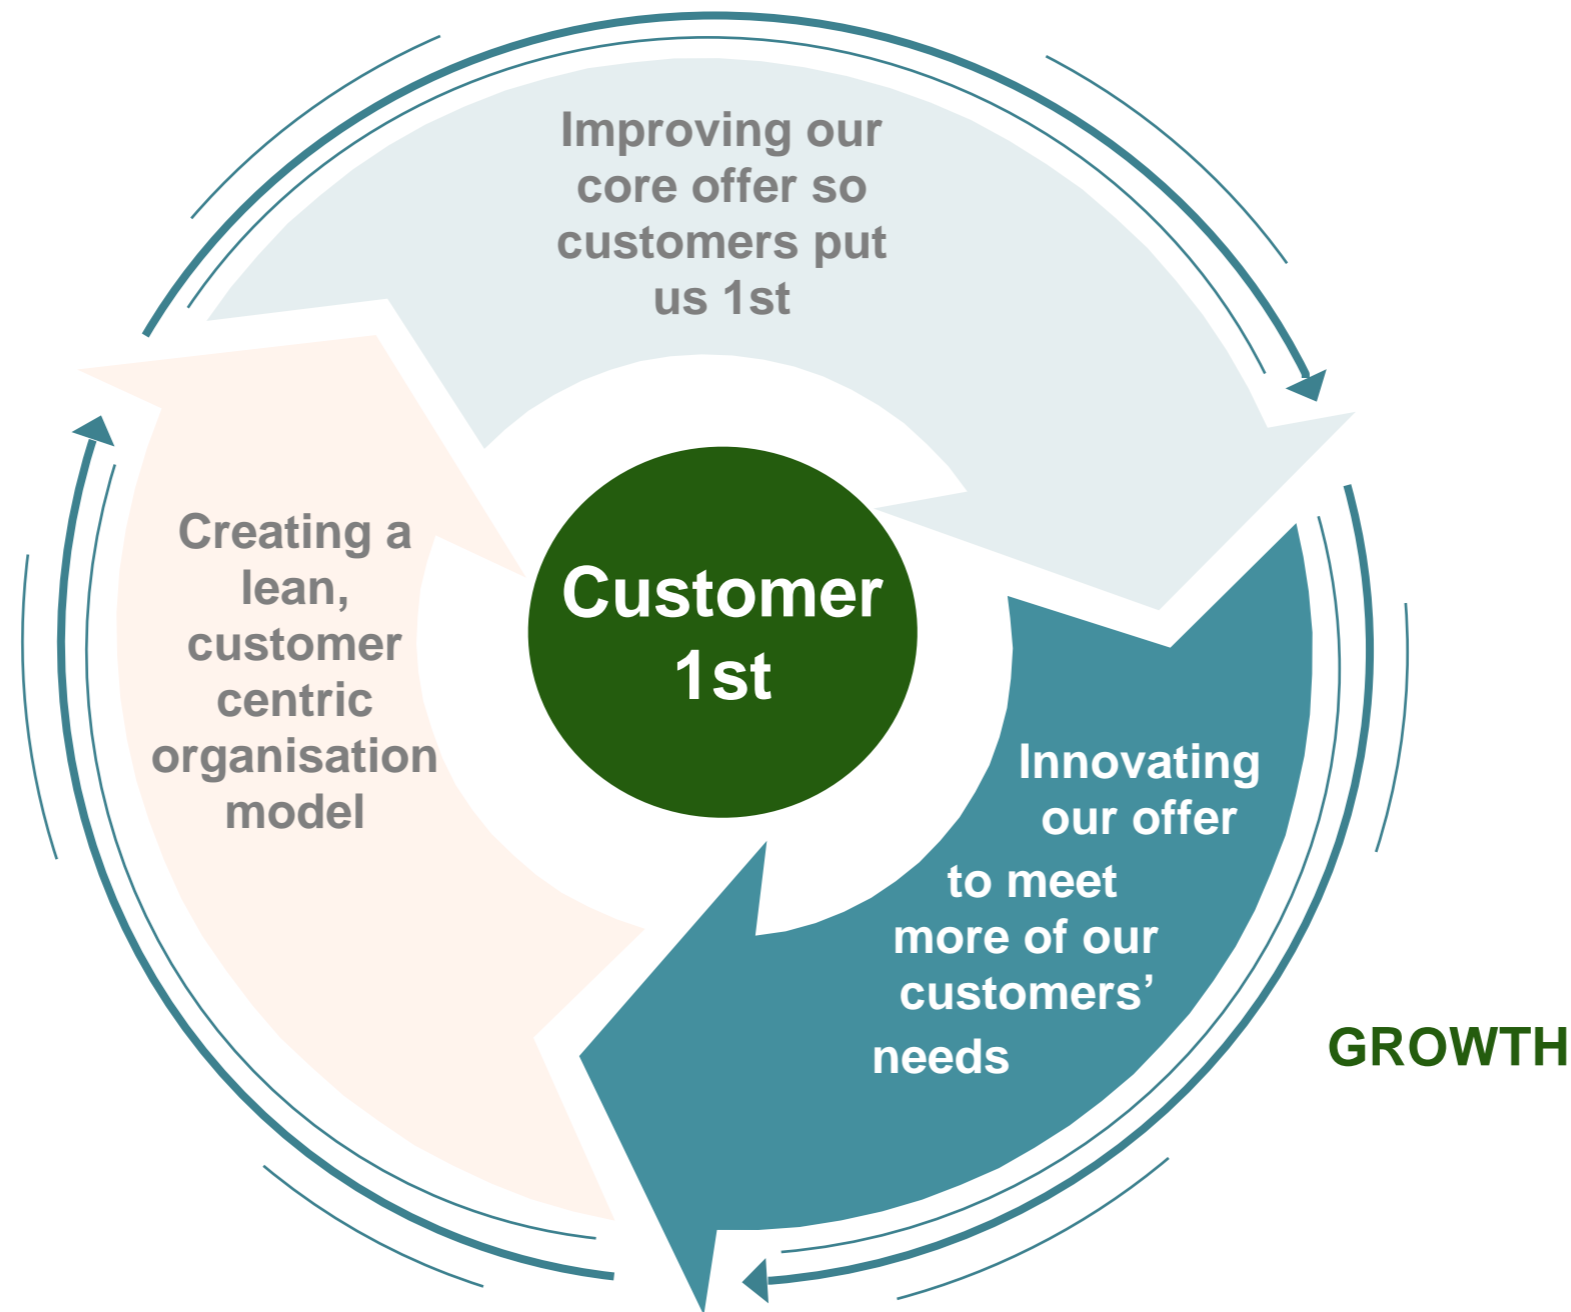 Improving our
core offer so
customers put
us 1st
Creating a
lean,
customer
centric
organisation
model
Customer
1st
Innovating
our offer
to meet
more of our
customers’
needs
GROWTH